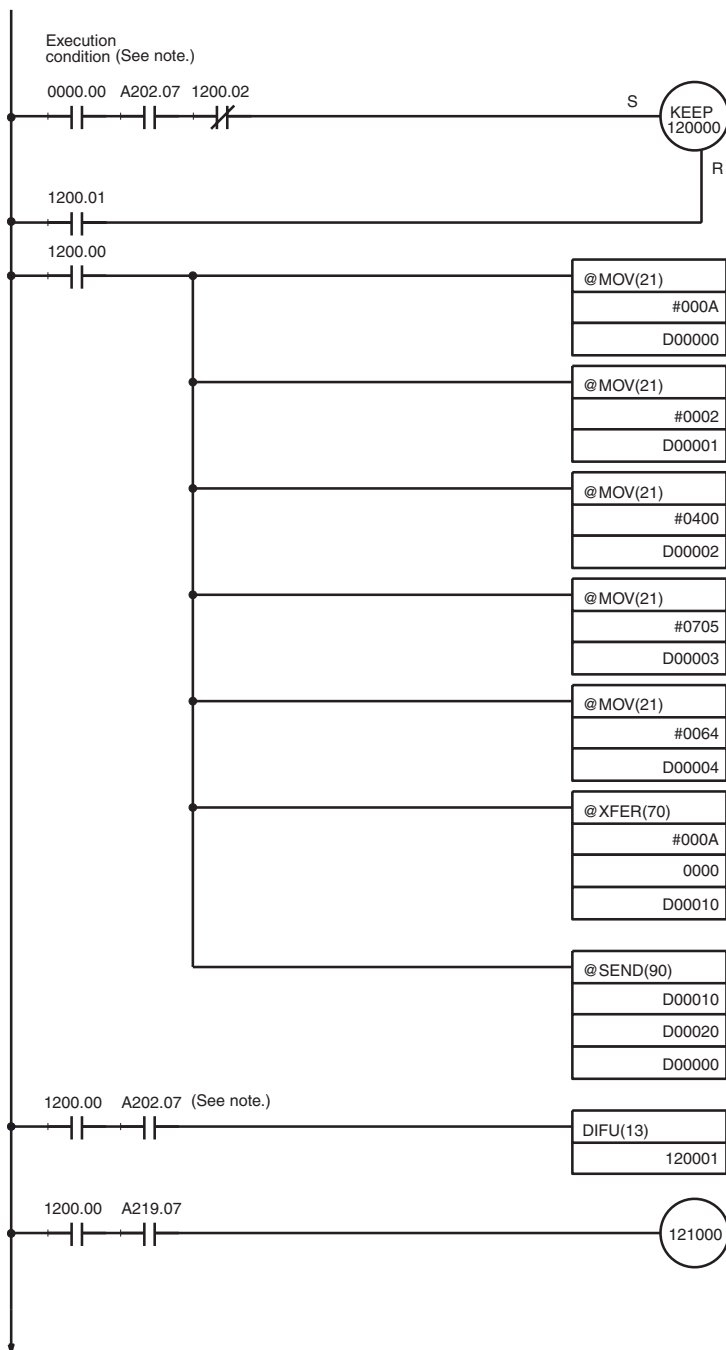 Execution
condition (See note.)
0000.00 A202.07 1200.02
S
KEEP
120000
R
1200.01
1200.00
@MOV(21)
#000A
D00000
@MOV(21)
#0002
D00001
@MOV(21)
#0400
D00002
@MOV(21)
#0705
D00003
@MOV(21)
#0064
D00004
@XFER(70)
#000A
0000
D00010
@SEND(90)
D00010
D00020
D00000
1200.00 A202.07 (See note.)
DIFU(13)
120001
1200.00 A219.07
121000